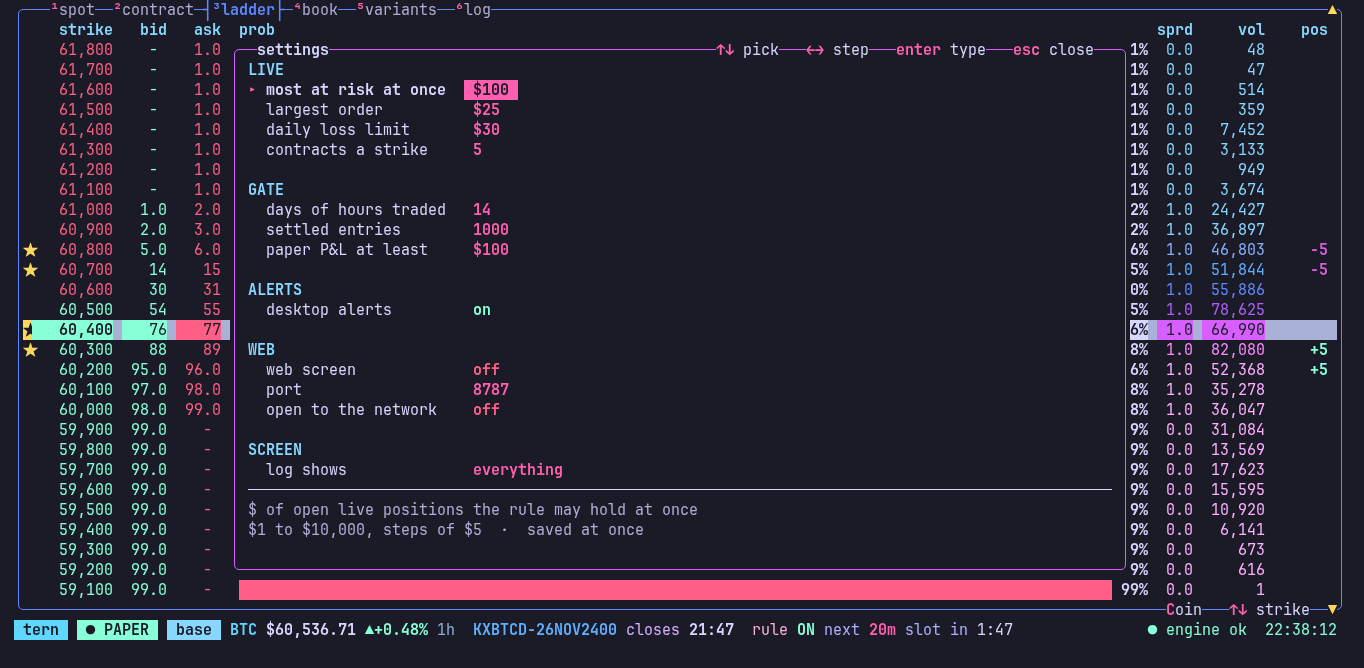 ¹spot ²contract ³ladder ⁴book ⁵variants ⁶log
strike bid ask prob sprd vol pos
61,800 - 1.0 settings ↑↓ pick ←→ step enter type esc close 1% 0.0 48
61,700 - 1.0 LIVE 1% 0.0 47
61,600 - 1.0 ▸ most at risk at once $100 1% 0.0 514
61,500 - 1.0 largest order $25 1% 0.0 359
61,400 - 1.0 daily loss limit $30 1% 0.0 7,452
61,300 - 1.0 contracts a strike 5 1% 0.0 3,133
61,200 - 1.0 1% 0.0 949
61,100 - 1.0 GATE 1% 0.0 3,674
61,000 1.0 2.0 days of hours traded 14 2% 1.0 24,427
60,900 2.0 3.0 settled entries 1000 2% 1.0 36,897
★ 60,800 5.0 6.0 paper P&L at least $100 6% 1.0 46,803 -5
★ 60,700 14 15 5% 1.0 51,844 -5
60,600 30 31 ALERTS 0% 1.0 55,886
60,500 54 55 desktop alerts on 5% 1.0 78,625
★ 60,400 76 77 6% 1.0 66,990
★ 60,300 88 89 WEB 8% 1.0 82,080 +5
60,200 95.0 96.0 web screen off 6% 1.0 52,368 +5
60,100 97.0 98.0 port 8787 8% 1.0 35,278
60,000 98.0 99.0 open to the network off 8% 1.0 36,047
59,900 99.0 - 9% 0.0 31,084
59,800 99.0 - SCREEN 9% 0.0 13,569
59,700 99.0 - log shows everything 9% 0.0 17,623
59,600 99.0 - 9% 0.0 15,595
59,500 99.0 - $ of open live positions the rule may hold at once 9% 0.0 10,920
59,400 99.0 - $1 to $10,000, steps of $5 · saved at once 9% 0.0 6,141
59,300 99.0 - 9% 0.0 673
59,200 99.0 - 9% 0.0 616
59,100 99.0 - 99% 0.0 1
Coin ↑↓ strike
tern ● PAPER base BTC $60,536.71 ▲+0.48% 1h KXBTCD-26NOV2400 closes 21:47 rule ON next 20m slot in 1:47 ● engine ok 22:38:12